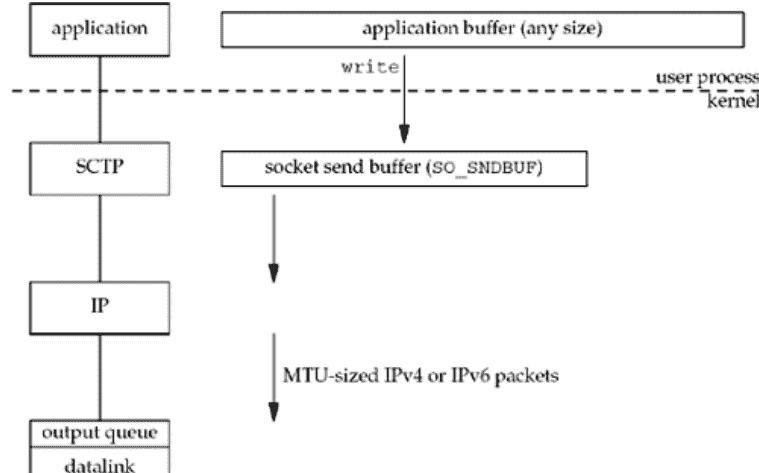 application
application buffer (any size)
write
user process
kernel
SCTP
socket send buffer (SO_SNDBUF)
IP
MTU-sized IPv4 or IPv6 packets
output queue
datalink